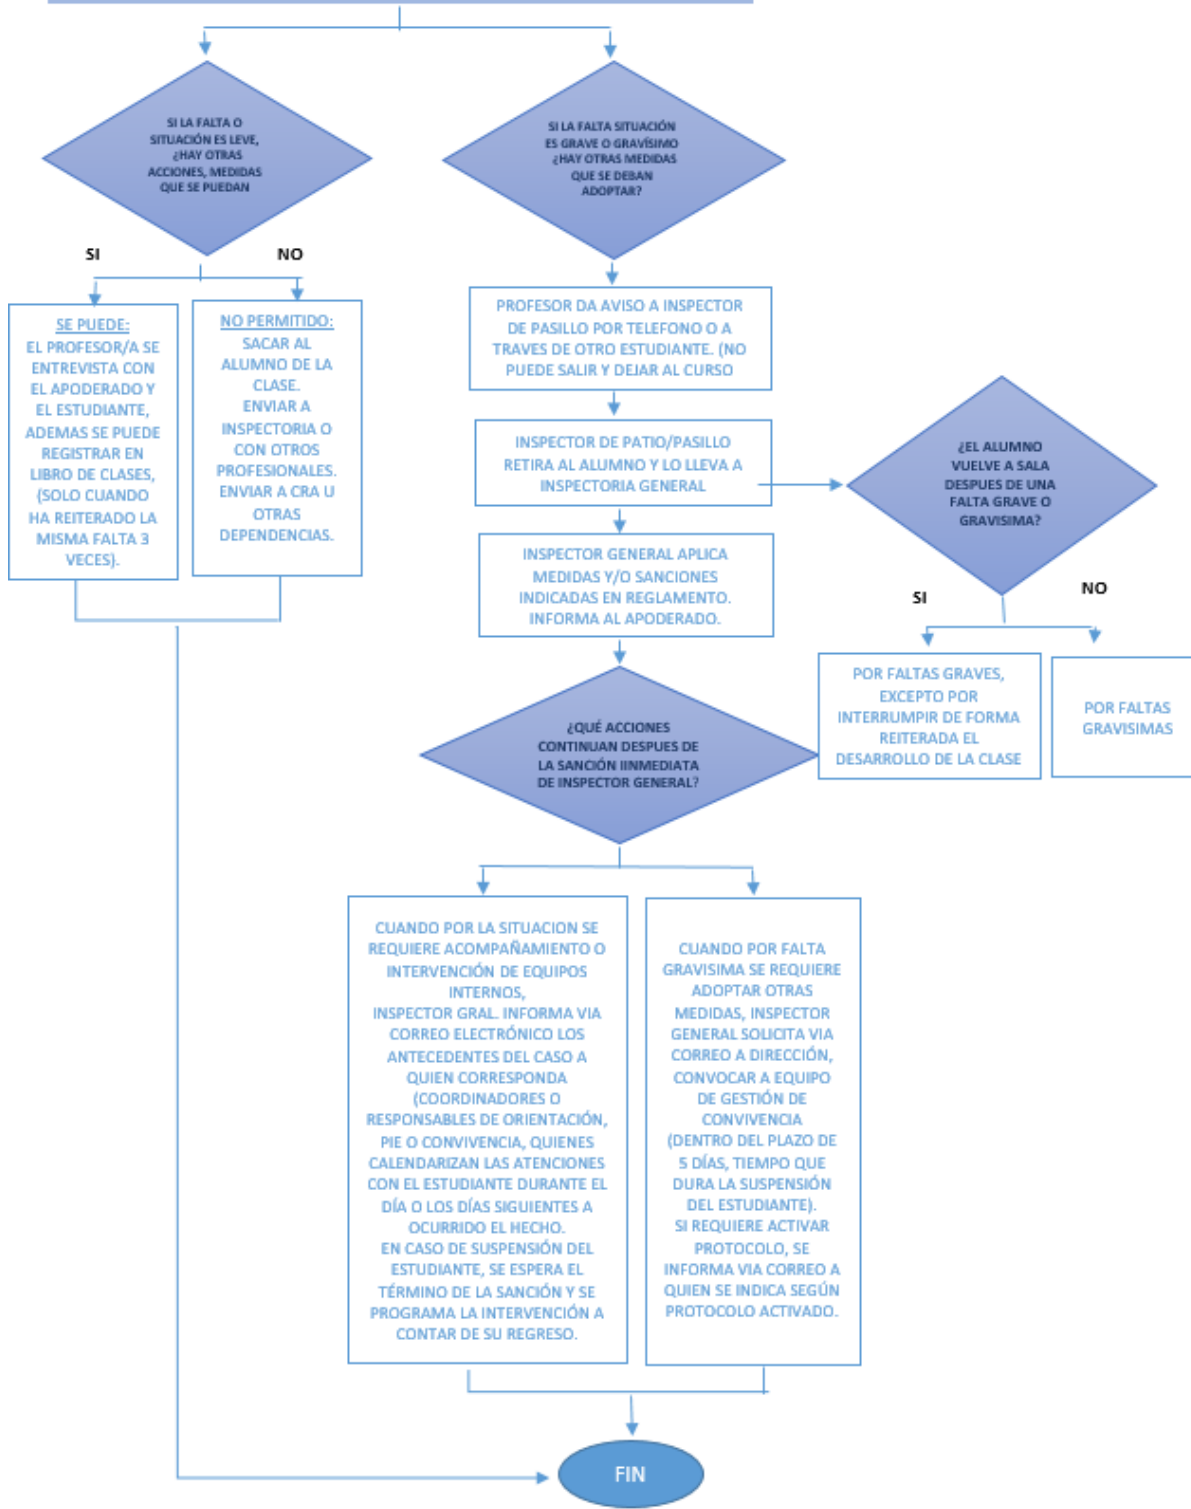 SI LA FALTA O
SITUACIÓN ES LEVE,
¿HAY OTRAS
ACCIONES, MEDIDAS
QUE SE PUEDAN
SI LA FALTA SITUACIÓN
ES GRAVE O GRAVÍSIMO
¿HAY OTRAS MEDIDAS
QUE SE DEBAN
ADOPTAR?
SI
NO
SE PUEDE:
EL PROFESOR/A SE
ENTREVISTA CON
EL APODERADO Y
EL ESTUDIANTE,
ADEMAS SE PUEDE
REGISTRAR EN
LIBRO DE CLASES,
(SOLO CUANDO
HA REITERADO LA
MISMA FALTA 3
VECES).
NO PERMITIDO:
SACAR AL
ALUMNO DE LA
CLASE.
ENVIAR A
INSPECTORIA O
CON OTROS
PROFESIONALES.
ENVIAR A CRA U
OTRAS
DEPENDENCIAS.
PROFESOR DA AVISO A INSPECTOR
DE PASILLO POR TELEFONO O A
TRAVES DE OTRO ESTUDIANTE. (NO
PUEDE SALIR Y DEJAR AL CURSO
INSPECTOR DE PATIO/PASILLO
RETIRA AL ALUMNO Y LO LLEVA A
INSPECTORIA GENERAL
¿EL ALUMNO
VUELVE A SALA
DESPUES DE UNA
FALTA GRAVE O
GRAVISIMA?
INSPECTOR GENERAL APLICA
MEDIDAS Y/O SANCIONES
INDICADAS EN REGLAMENTO.
INFORMA AL APODERADO.
SI
NO
POR FALTAS GRAVES,
EXCEPTO POR
INTERRUMPIR DE FORMA
REITERADA EL
DESARROLLO DE LA CLASE
POR FALTAS
GRAVISIMAS
¿QUÉ ACCIONES
CONTINUAN DESPUES DE
LA SANCIÓN IINMEDIATA
DE INSPECTOR GENERAL?
CUANDO POR LA SITUACION SE
REQUIERE ACOMPAÑAMIENTO O
INTERVENCIÓN DE EQUIPOS
INTERNOS,
INSPECTOR GRAL. INFORMA VIA
CORREO ELECTRÓNICO LOS
ANTECEDENTES DEL CASO A
QUIEN CORRESPONDA
(COORDINADORES O
RESPONSABLES DE ORIENTACIÓN,
PIE O CONVIVENCIA, QUIENES
CALENDARIZAN LAS ATENCIONES
CON EL ESTUDIANTE DURANTE EL
DÍA O LOS DÍAS SIGUIENTES A
OCURRIDO EL HECHO.
EN CASO DE SUSPENSIÓN DEL
ESTUDIANTE, SE ESPERA EL
TÉRMINO DE LA SANCIÓN Y SE
PROGRAMA LA INTERVENCIÓN A
CONTAR DE SU REGRESO.
CUANDO POR FALTA
GRAVISIMA SE REQUIERE
ADOPTAR OTRAS
MEDIDAS, INSPECTOR
GENERAL SOLICITA VIA
CORREO A DIRECCIÓN,
CONVOCAR A EQUIPO
DE GESTIÓN DE
CONVIVENCIA
(DENTRO DEL PLAZO DE
5 DÍAS, TIEMPO QUE
DURA LA SUSPENSIÓN
DEL ESTUDIANTE).
SI REQUIERE ACTIVAR
PROTOCOLO, SE
INFORMA VIA CORREO A
QUIEN SE INDICA SEGÚN
PROTOCOLO ACTIVADO.
FIN